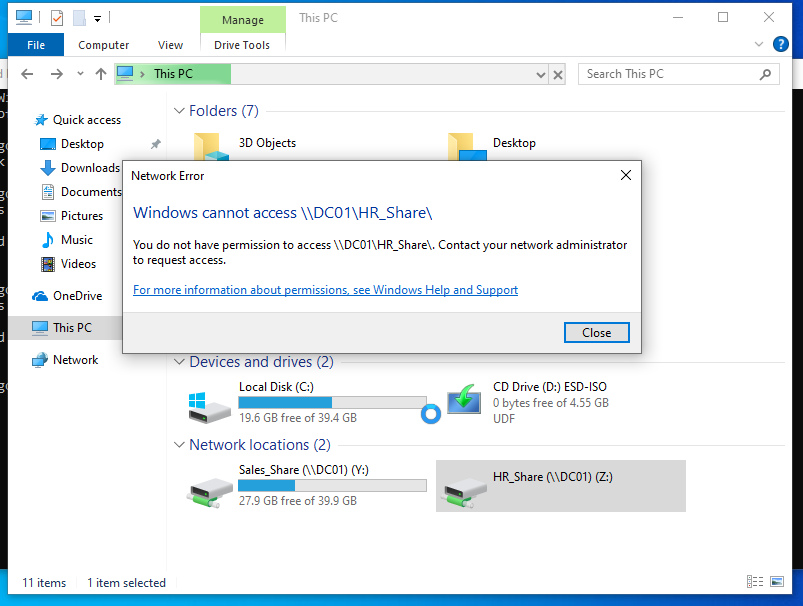 Manage
This PC
File
Computer
View
Drive Tools
This PC
Search This PC
Quick access
Desktop
Downloads
Documents
Pictures
Music
Videos
OneDrive
This PC
Network
Folders (7)
3D Objects
Desktop
Network Error
Windows cannot access \\DC01\HR_Share\
You do not have permission to access \\DC01\HR_Share\. Contact your network administrator
to request access.
For more information about permissions, see Windows Help and Support
Close
Devices and drives (2)
Local Disk (C:)
19.6 GB free of 39.4 GB
CD Drive (D:) ESD-ISO
0 bytes free of 4.55 GB
UDF
Network locations (2)
Sales_Share (\\DC01) (Y:)
27.9 GB free of 39.9 GB
HR_Share (\\DC01) (Z:)
11 items
1 item selected